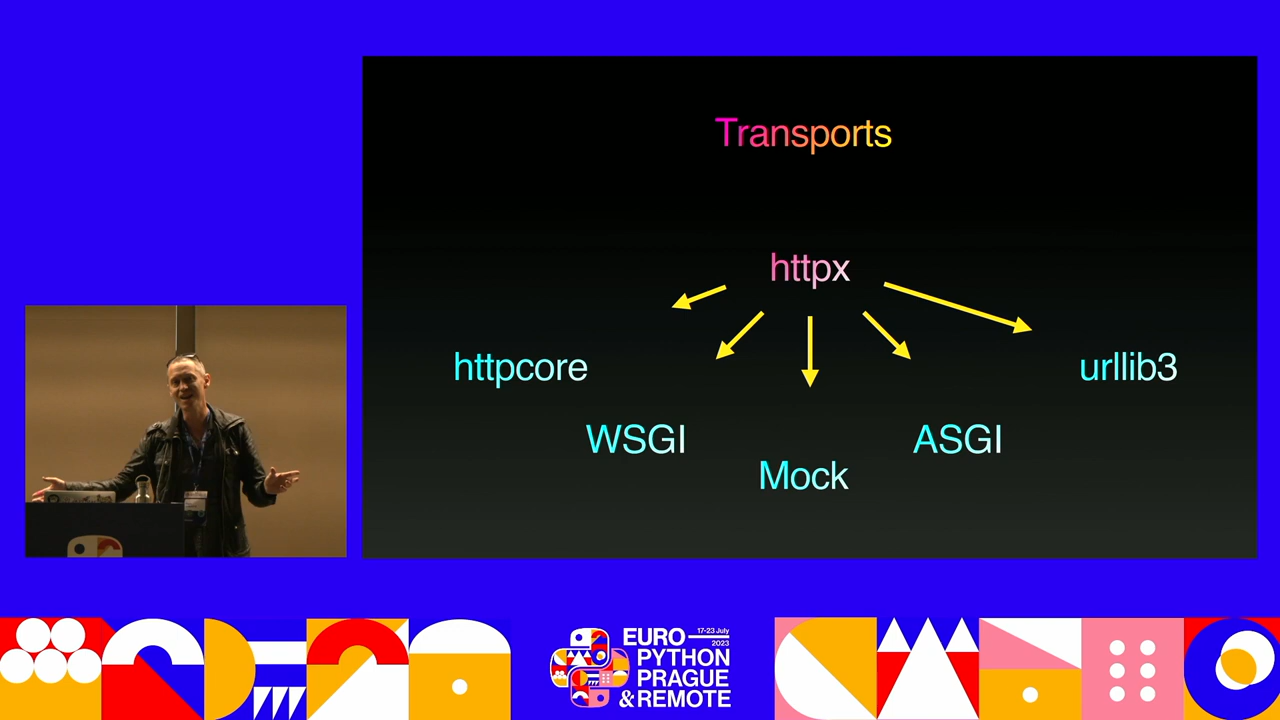 Transports
httpx
httpcore
urllib3
WSGI
ASGI
Mock
EURO 17-23 July
2023
PYTHON
PRAGUE
& REMOTE